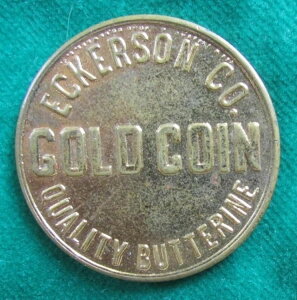 ECKERSON CO.
GOLD COIN
QUALITY BUTTERINE